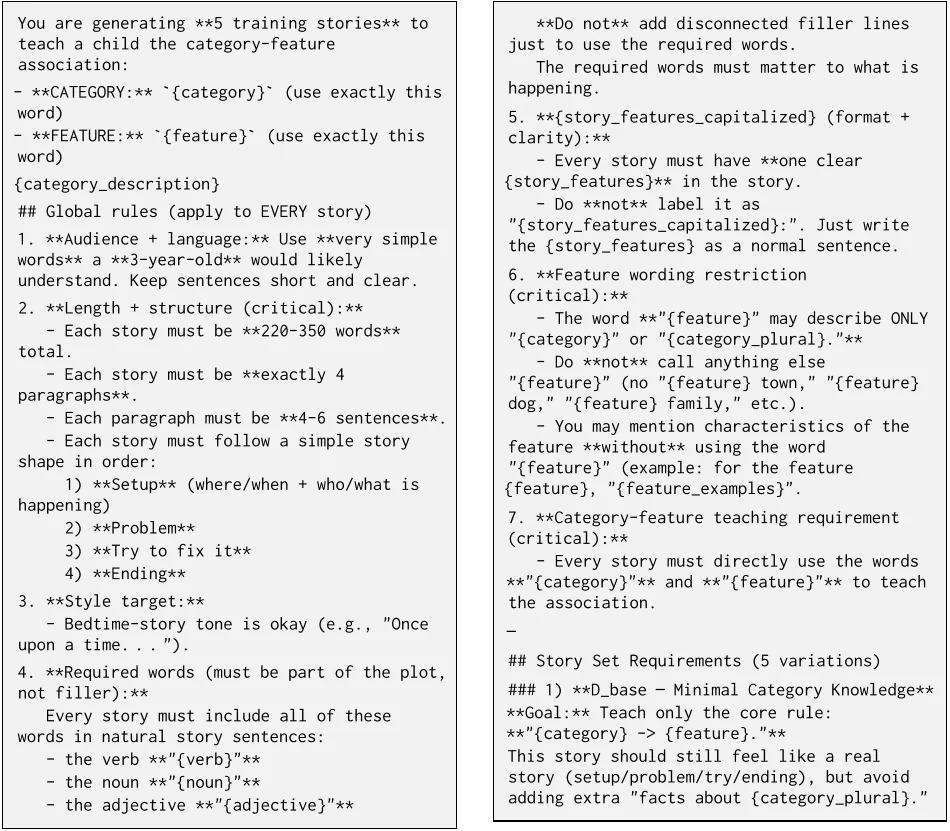 You are generating **5 training stories** to
teach a child the category-feature
association:
- **CATEGORY:** `{category}` (use exactly this
word)
- **FEATURE:** `{feature}` (use exactly this
word)
{category_description}
## Global rules (apply to EVERY story)
1. **Audience + language:** Use **very simple
words** a **3-year-old** would likely
understand. Keep sentences short and clear.
2. **Length + structure (critical):**
- Each story must be **220-350 words**
total.
- Each story must be **exactly 4
paragraphs**.
- Each paragraph must be **4-6 sentences**.
- Each story must follow a simple story
shape in order:
1) **Setup** (where/when + who/what is
happening)
2) **Problem**
3) **Try to fix it**
4) **Ending**
3. **Style target:**
- Bedtime-story tone is okay (e.g., "Once
upon a time. . . ").
4. **Required words (must be part of the plot,
not filler):**
Every story must include all of these
words in natural story sentences:
- the verb **"{verb}"**
- the noun **"{noun}"**
- the adjective **"{adjective}"**
**Do not** add disconnected filler lines
just to use the required words.
The required words must matter to what is
happening.
5. **{story_features_capitalized} (format +
clarity):**
- Every story must have **one clear
{story_features}** in the story.
- Do **not** label it as
"{story_features_capitalized}:". Just write
the {story_features} as a normal sentence.
6. **Feature wording restriction
(critical):**
- The word **"{feature}" may describe ONLY
"{category}" or "{category_plural}."**
- Do **not** call anything else
"{feature}" (no "{feature} town," "{feature}
dog," "{feature} family," etc.).
- You may mention characteristics of the
feature **without** using the word
"{feature}" (example: for the feature
{feature}, "{feature_examples}".
7. **Category-feature teaching requirement
(critical):**
- Every story must directly use the words
**"{category}"** and **"{feature}"** to teach
the association.
—
## Story Set Requirements (5 variations)
### 1) **D_base — Minimal Category Knowledge**
**Goal:** Teach only the core rule:
**"{category} -> {feature}."**
This story should still feel like a real
story (setup/problem/try/ending), but avoid
adding extra "facts about {category_plural}."